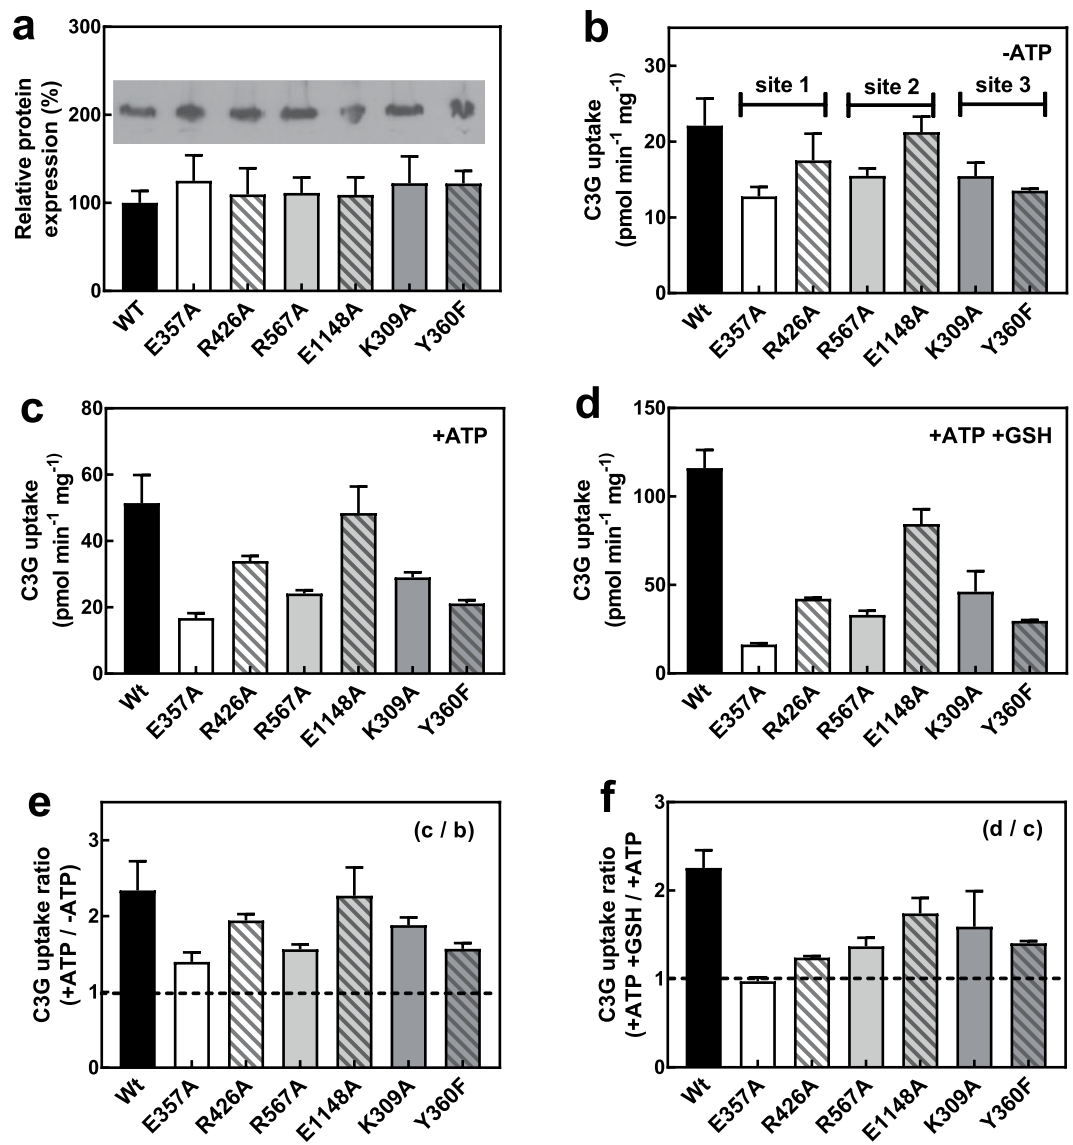 a
300
200
100
0
Relative protein
expression (%)
WT
E357A
R426A
R567A
E1148A
K309A
Y360F
b
-ATP
site 1
site 2
site 3
30
20
10
0
C3G uptake
(pmol min-1 mg-1)
Wt
E357A
R426A
R567A
E1148A
K309A
Y360F
c
+ATP
80
60
40
20
0
C3G uptake
(pmol min-1 mg-1)
Wt
E357A
R426A
R567A
E1148A
K309A
Y360F
d
+ATP +GSH
150
100
50
0
C3G uptake
(pmol min-1 mg-1)
Wt
E357A
R426A
R567A
E1148A
K309A
Y360F
e
(c / b)
3
2
1
0
C3G uptake ratio
(+ATP / -ATP)
Wt
E357A
R426A
R567A
E1148A
K309A
Y360F
f
(d / c)
3
2
1
0
C3G uptake ratio
(+ATP +GSH / +ATP
Wt
E357A
R426A
R567A
E1148A
K309A
Y360F